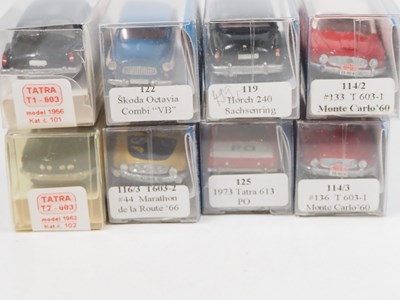 TATRA
T1-603
model 1956
Kat.č. 101
122
Škoda Octavia
Combi "VB"
119
Horch 240
Sachsenring
114/2
#133 T 603-1
Monte Carlo'60
TATRA
T2-603
model 1963
Kat.č. 102
116/3 T603-2
#44 Marathon
de la Route '66
PO
125
1973 Tatra 613
PO
114/3
#136 T 603-1
Monte Carlo'60